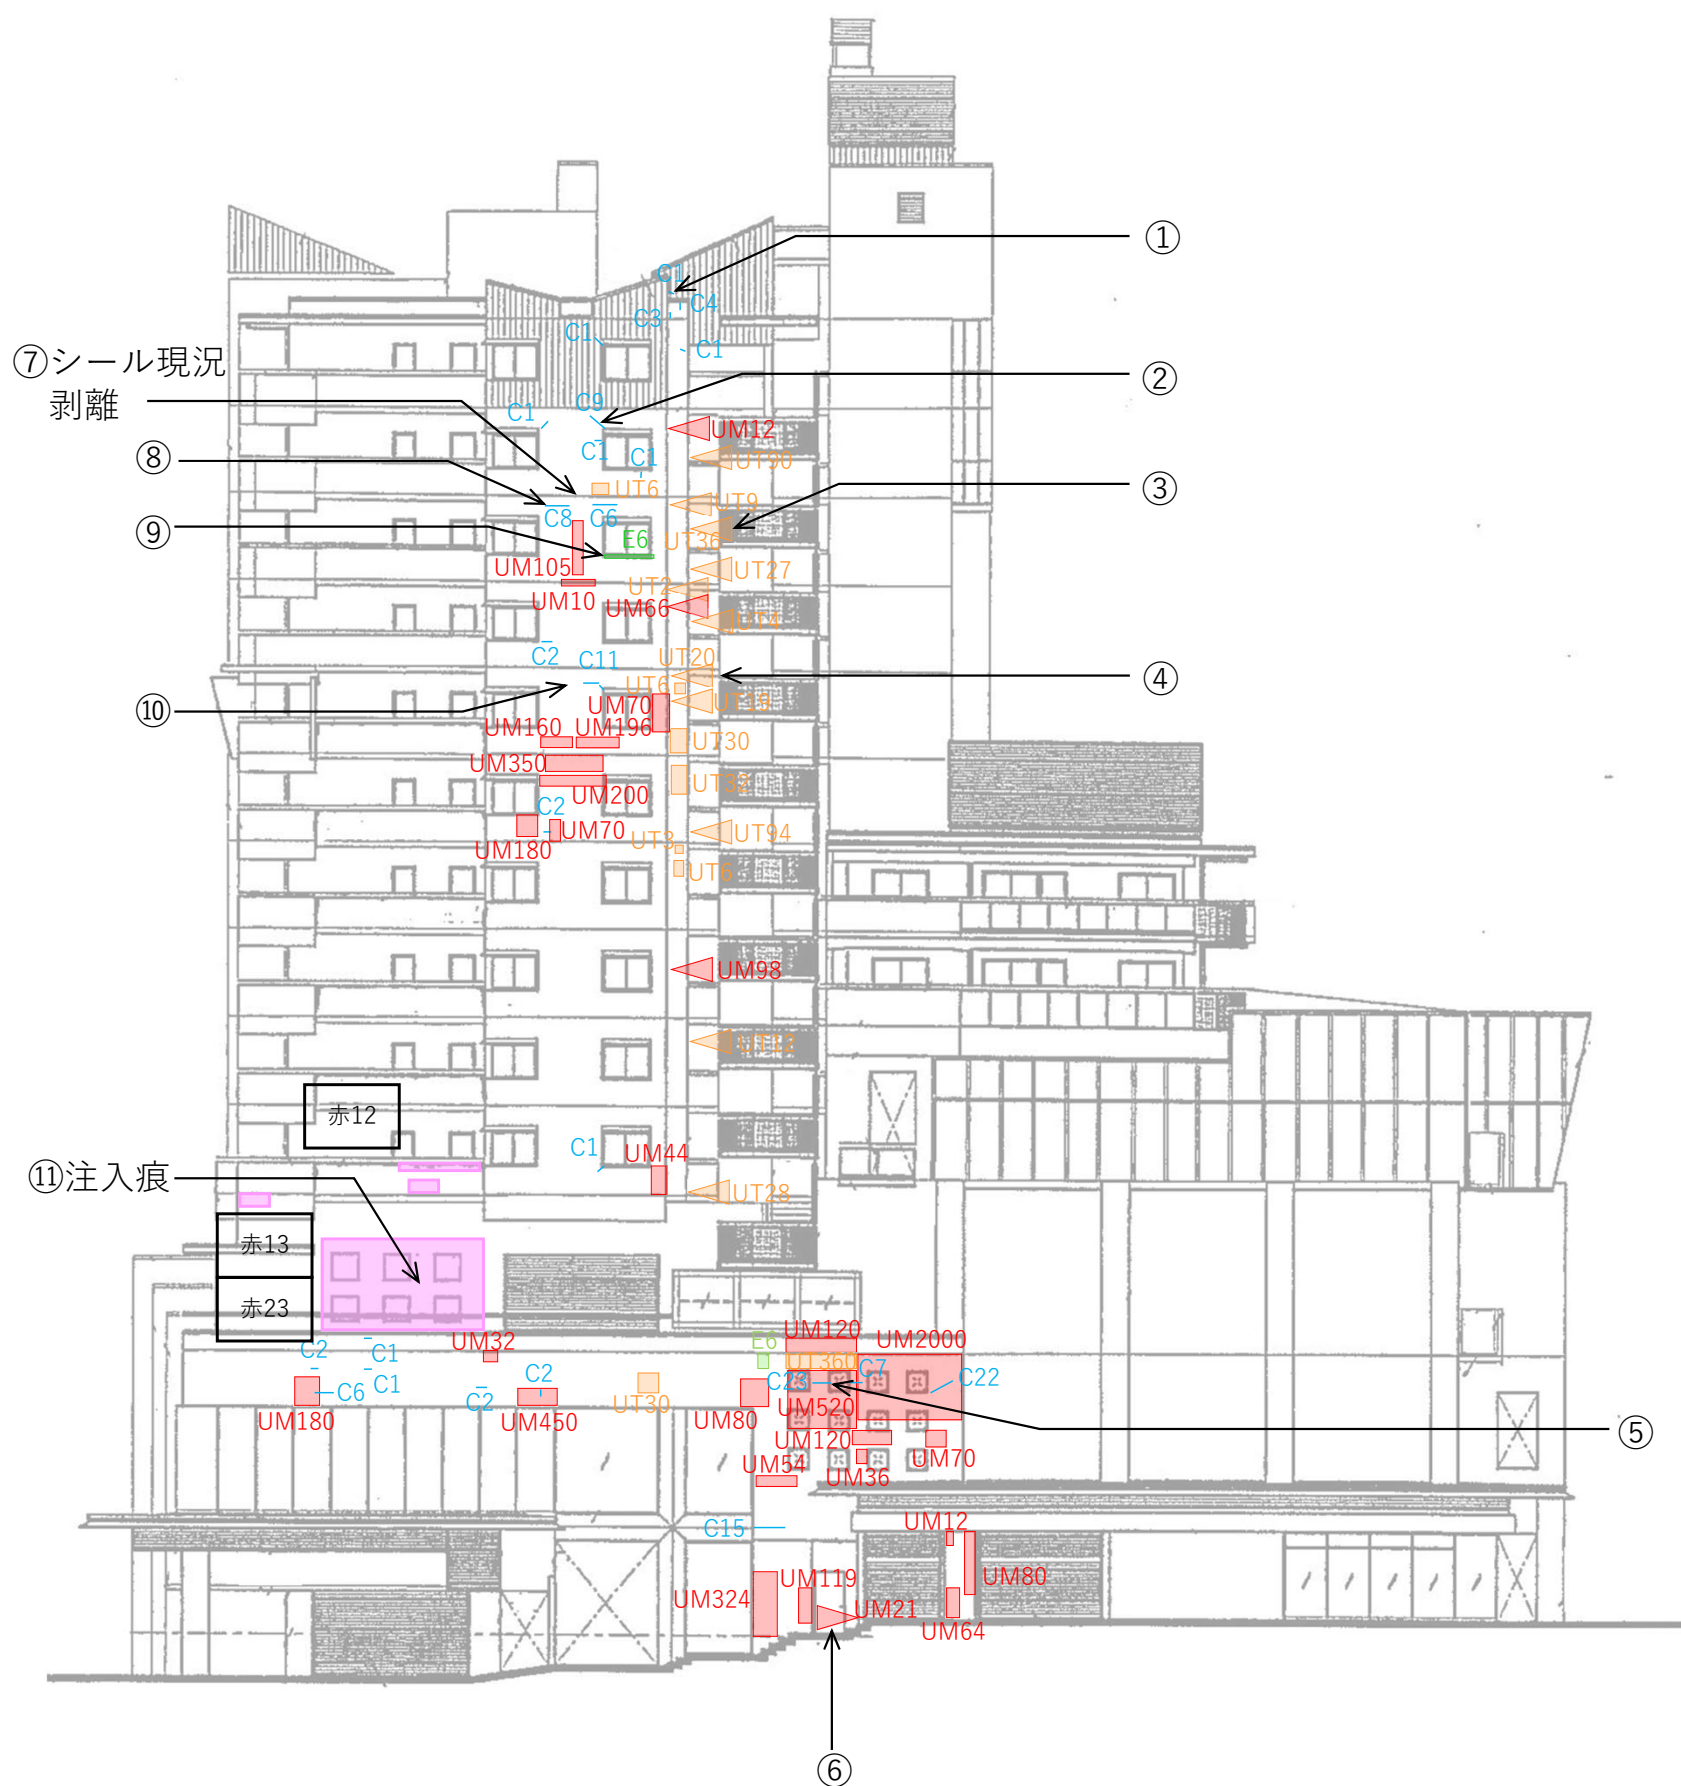 ①
C1
C4
C3
C1
C1
⑦シール現況
剥離
②
C9
C1
UM12
C1
UT90
C1
⑧
UT6
UT9
③
C8
C6
⑨
E6
UT36
UM105
UT27
UT2
UM10
UM66
UT4
C2
C11
UT20
④
UT6
⑩
UM70
UT19
UM160
UM196
UT30
UM350
UT32
UM200
C2
UM70
UT3
UT94
UM180
UT6
UM98
UT12
赤12
C1
UM44
⑪注入痕
UT28
赤13
赤23
C2
C1
UM32
E6
UM120
UM2000
UT360
C7
C6
C1
C2
C2
UT30
C23
C22
UM180
UM450
UM80
UM520
⑤
UM120
UM70
UM54
UM36
C15
UM12
UM324
UM119
UM80
UM21
UM64
⑥